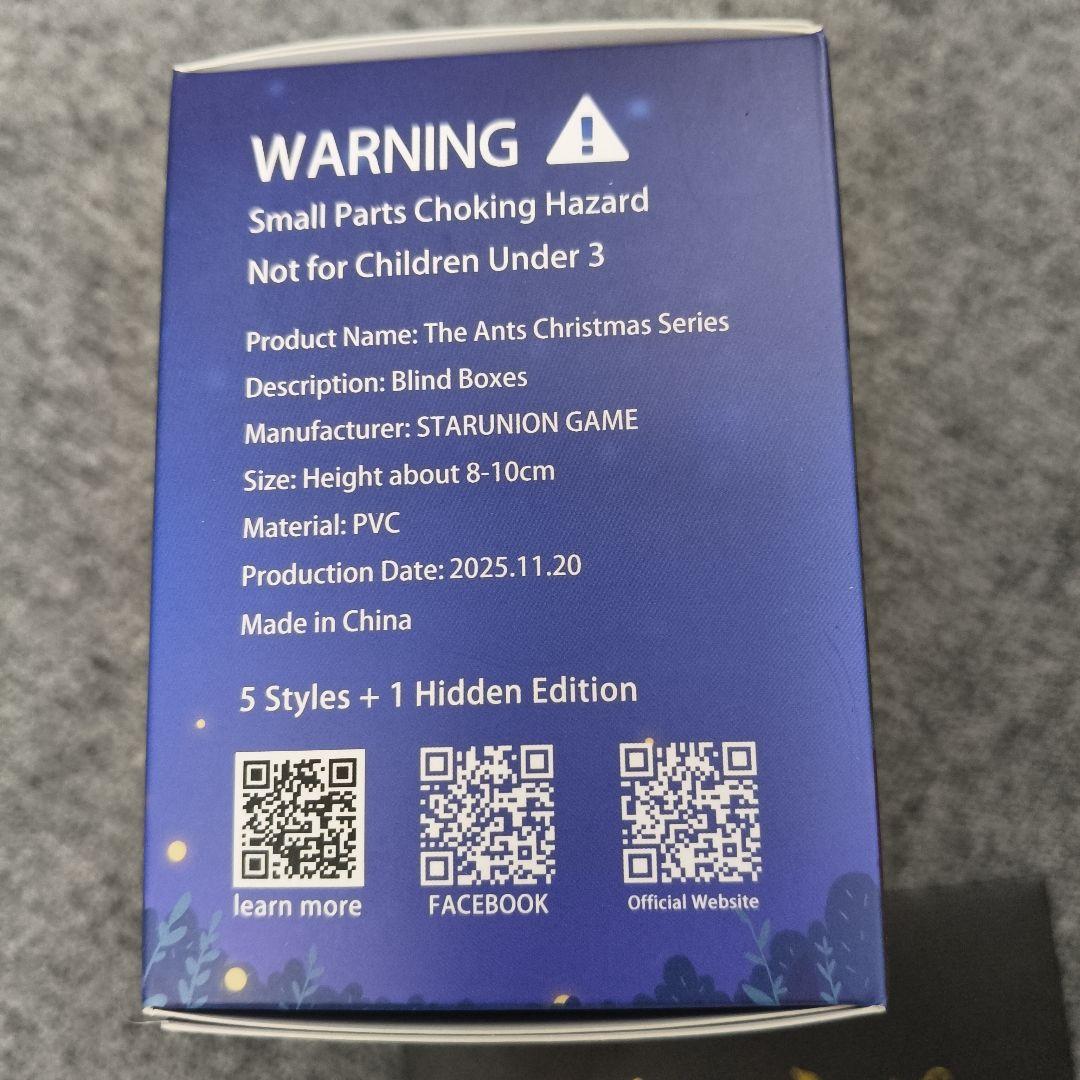 WARNING
Small Parts Choking Hazard
Not for Children Under 3
Product Name: The Ants Christmas Series
Description: Blind Boxes
Manufacturer: STARUNION GAME
Size: Height about 8-10cm
Material: PVC
Production Date: 2025.11.20
Made in China
5 Styles + 1 Hidden Edition
learn more
FACEBOOK
Official Website